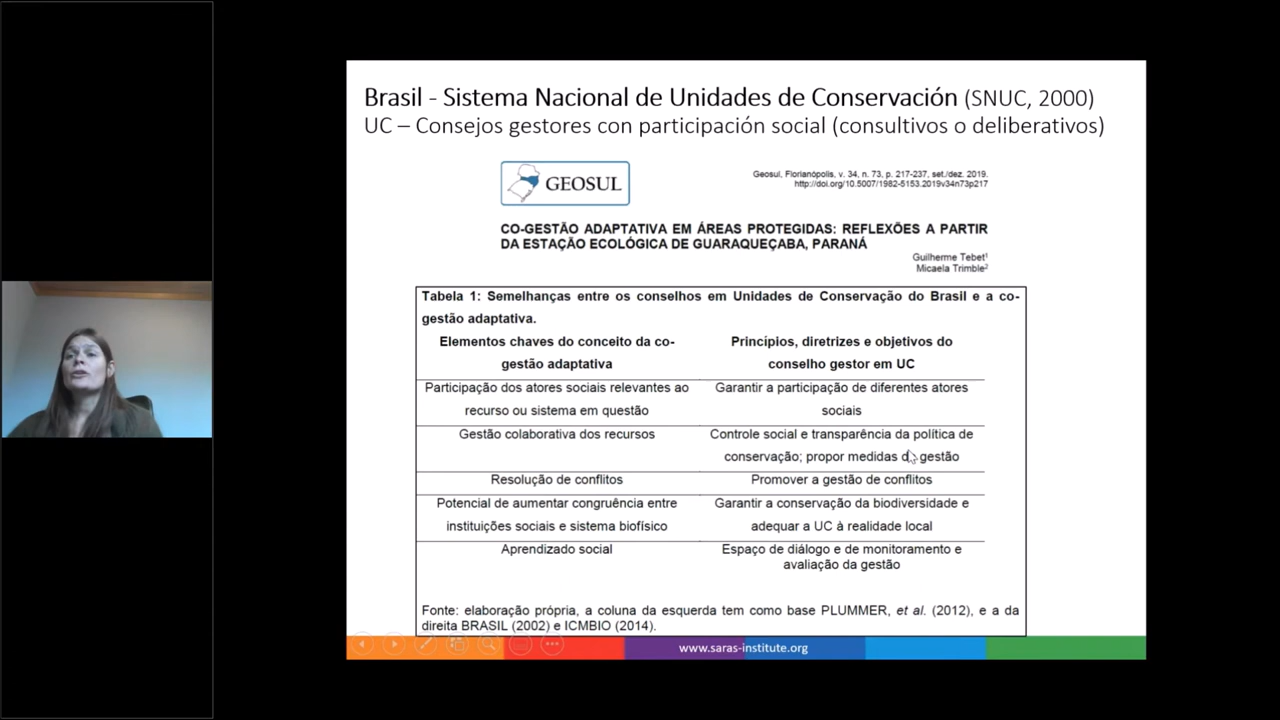 Brasil - Sistema Nacional de Unidades de Conservación (SNUC, 2000)
UC – Consejos gestores con participación social (consultivos o deliberativos)
GEOSUL
Geosul, Florianópolis, v. 34, n. 73, p. 217-237, set./dez. 2019.
http://doi.org/10.5007/1982-5153.2019v34n73p217
CO-GESTÃO ADAPTATIVA EM ÁREAS PROTEGIDAS: REFLEXÕES A PARTIR
DA ESTAÇÃO ECOLÓGICA DE GUARAQUEÇABA, PARANÁ
Guilherme Tebet¹
Micaela Trimble²
Tabela 1: Semelhanças entre os conselhos em Unidades de Conservação do Brasil e a co-
gestão adaptativa.
Elementos chaves do conceito da co-
gestão adaptativa
Princípios, diretrizes e objetivos do
conselho gestor em UC
Participação dos atores sociais relevantes ao
recurso ou sistema em questão
Garantir a participação de diferentes atores
sociais
Gestão colaborativa dos recursos
Controle social e transparência da política de
conservação; propor medidas de gestão
Resolução de conflitos
Promover a gestão de conflitos
Potencial de aumentar congruência entre
instituições sociais e sistema biofísico
Garantir a conservação da biodiversidade e
adequar a UC à realidade local
Aprendizado social
Espaço de diálogo e de monitoramento e
avaliação da gestão
Fonte: elaboração própria, a coluna da esquerda tem como base PLUMMER, et al. (2012), e a da
direita BRASIL (2002) e ICMBIO (2014).
www.saras-institute.org